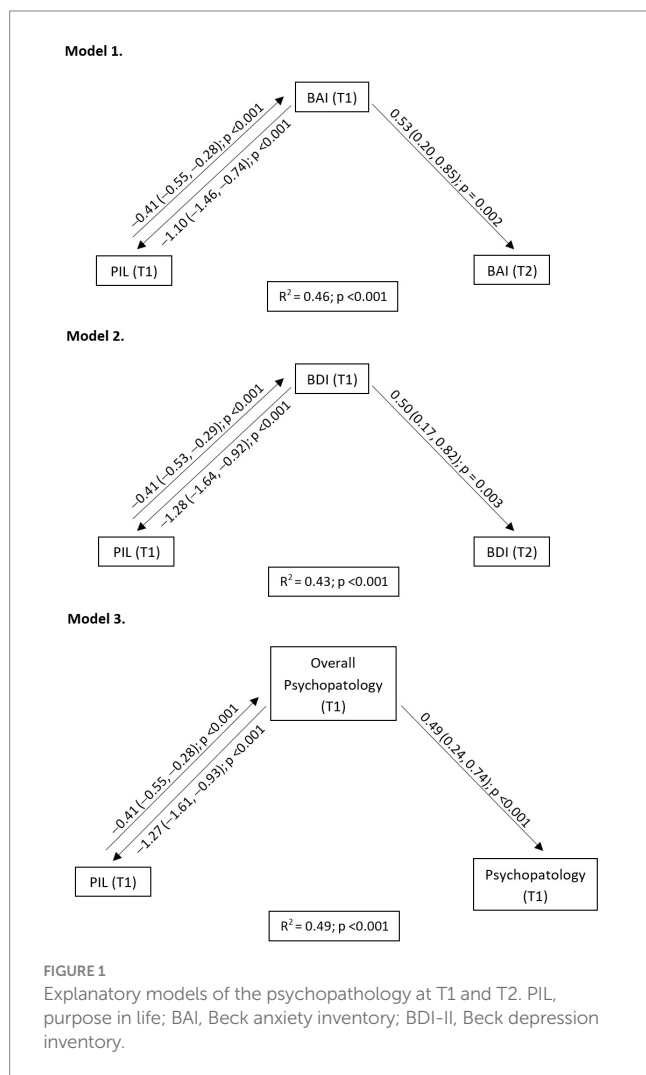 Model 1.
BAI (T1)
−0.41 (−0.55, −0.28); p <0.001
−1.10 (−1.46, −0.74); p <0.001
0.53 (0.20, 0.85); p = 0.002
PIL (T1)
BAI (T2)
R² = 0.46; p <0.001
Model 2.
BDI (T1)
−0.41 (−0.53, −0.29); p <0.001
−1.28 (−1.64, −0.92); p <0.001
0.50 (0.17, 0.82); p = 0.003
PIL (T1)
BDI (T2)
R² = 0.43; p <0.001
Model 3.
Overall
Psychopatology
(T1)
−0.41 (−0.55, −0.28); p <0.001
−1.27 (−1.61, −0.93); p <0.001
0.49 (0.24, 0.74); p <0.001
PIL (T1)
Psychopatology
(T1)
R² = 0.49; p <0.001
FIGURE 1
Explanatory models of the psychopathology at T1 and T2. PIL,
purpose in life; BAI, Beck anxiety inventory; BDI-II, Beck depression
inventory.